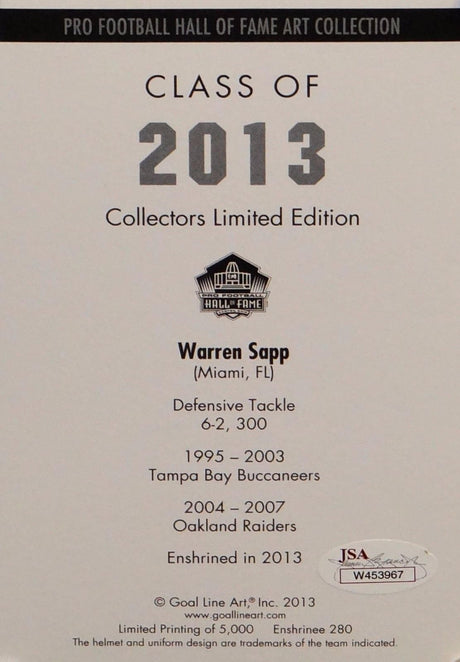 PRO FOOTBALL HALL OF FAME ART COLLECTION
CLASS OF
2013
Collectors Limited Edition
PRO FOOTBALL
HALL OF FAME
Warren Sapp
(Miami, FL)
Defensive Tackle
6-2, 300
1995 – 2003
Tampa Bay Buccaneers
2004 – 2007
Oakland Raiders
Enshrined in 2013
JSA
W453967
© Goal Line Art,® Inc. 2013
www.goallineart.com
Limited Printing of 5,000 Enshrinee 280
The helmet and uniform design are trademarks of the team indicated.